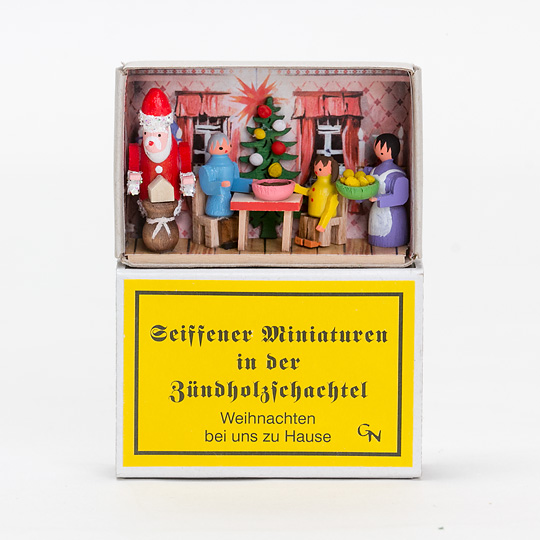 Seiffener Miniaturen
in der
Zündholzſchachtel
Weihnachten
bei uns zu Hause
GN